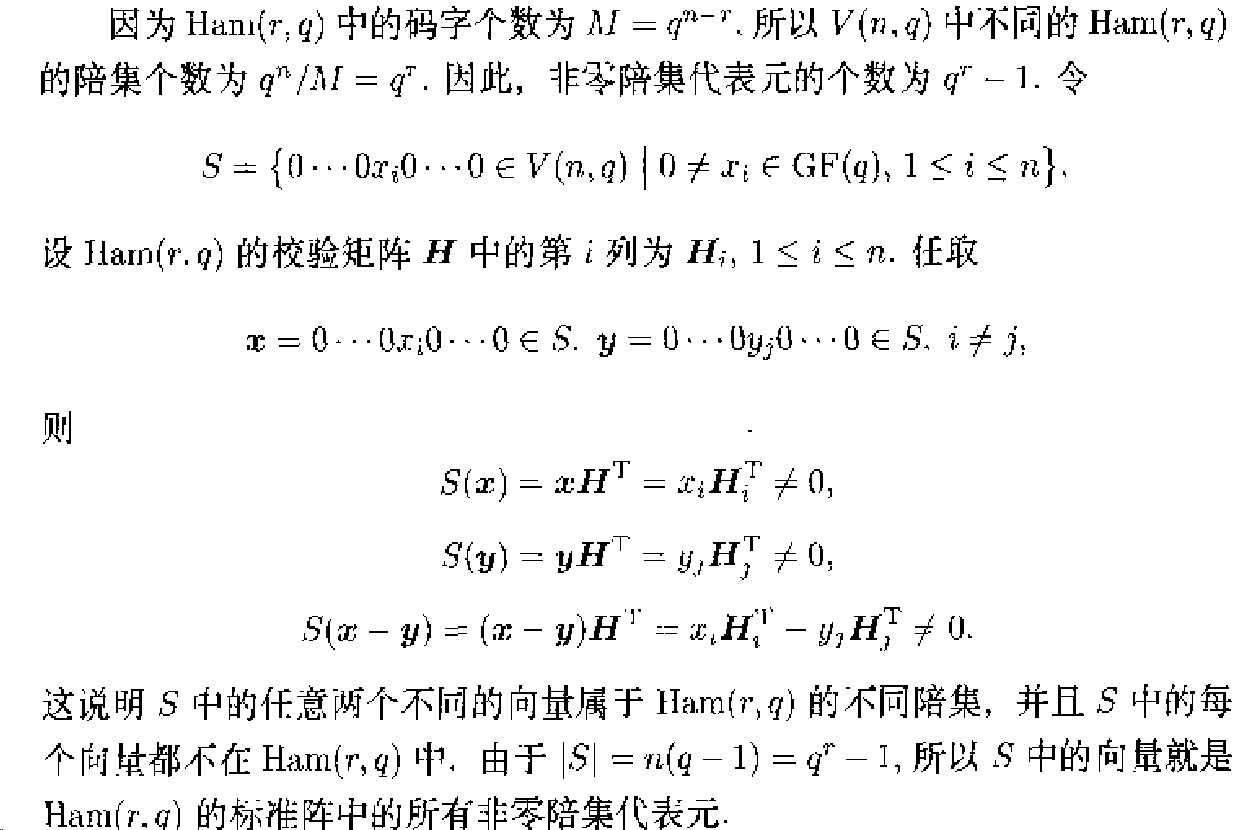 因为 Ham(r, q) 中的码字个数为 M = q^{n−r}. 所以 V(n, q) 中不同的 Ham(r, q)
的陪集个数为 q^n/M = q^r. 因此, 非零陪集代表元的个数为 q^r − 1. 令
S = {0 ⋯ 0x_i0 ⋯ 0 ∈ V(n, q) | 0 ≠ x_i ∈ GF(q), 1 ≤ i ≤ n}.
设 Ham(r, q) 的校验矩阵 H 中的第 i 列为 H_i, 1 ≤ i ≤ n. 任取
x = 0 ⋯ 0x_i0 ⋯ 0 ∈ S, y = 0 ⋯ 0y_j0 ⋯ 0 ∈ S, i ≠ j,
则
S(x) = xH^T = x_iH_i^T ≠ 0,
S(y) = yH^T = y_jH_j^T ≠ 0,
S(x − y) = (x − y)H^T = x_iH_i^T − y_jH_j^T ≠ 0.
这说明 S 中的任意两个不同的向量属于 Ham(r, q) 的不同陪集, 并且 S 中的每
个向量都不在 Ham(r, q) 中. 由于 |S| = n(q − 1) = q^r − 1, 所以 S 中的向量就是
Ham(r, q) 的标准阵中的所有非零陪集代表元.